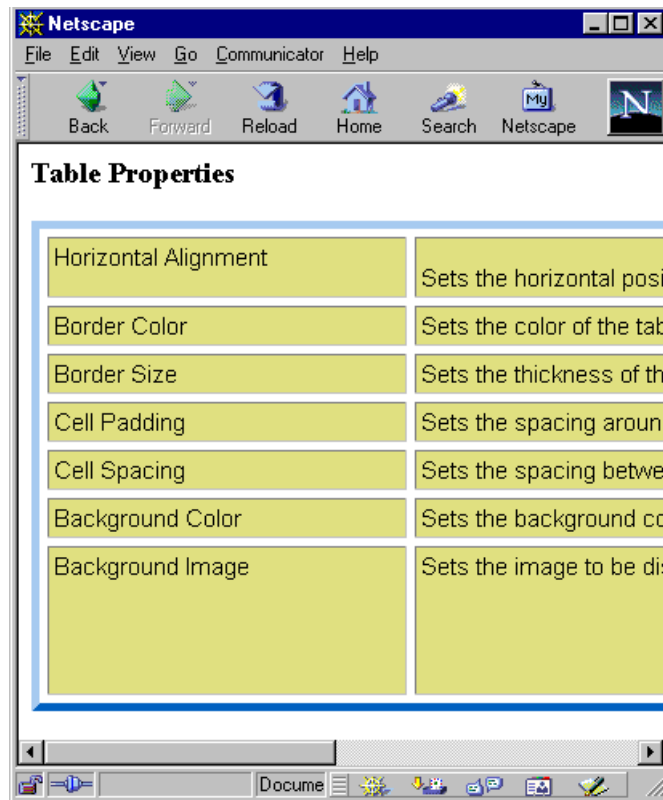 Netscape
File Edit View Go Communicator Help
My N
Back Forward Reload Home Search Netscape
Table Properties
Horizontal Alignment
Sets the horizontal posi
Border Color Sets the color of the tab
Border Size Sets the thickness of th
Cell Padding Sets the spacing aroun
Cell Spacing Sets the spacing betwe
Background Color Sets the background co
Background Image Sets the image to be dis
Docume